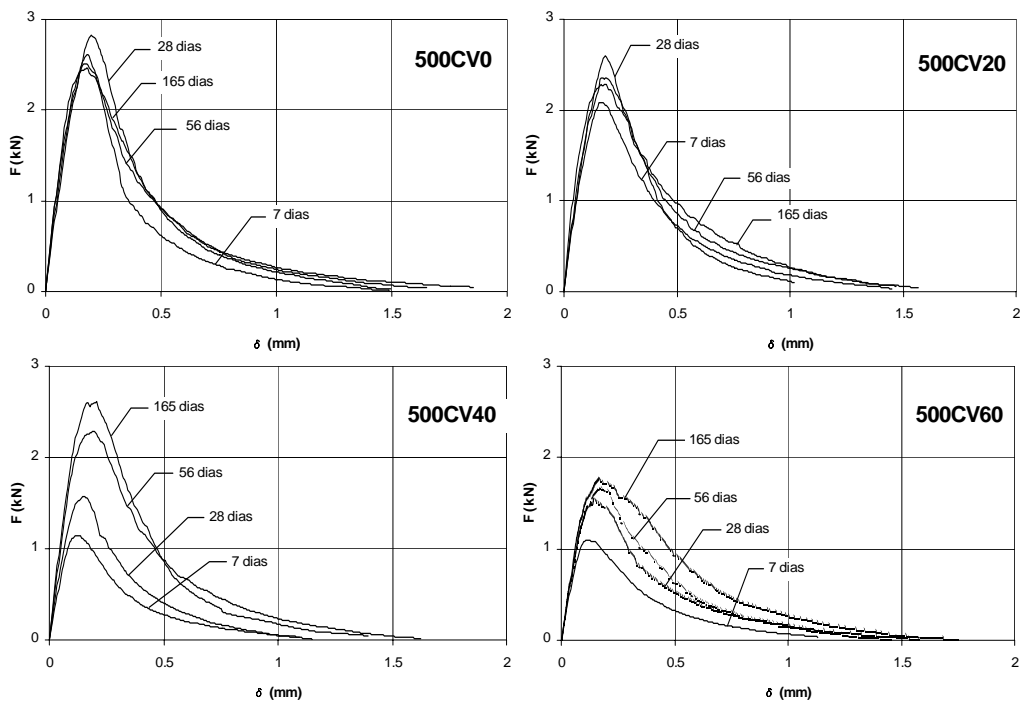 3
2
1
0
F (kN)
500CV0
28 dias
165 dias
56 dias
7 dias
0 0.5 1 1.5 2
δ (mm)
3
2
1
0
F (kN)
500CV20
28 dias
7 dias
56 dias
165 dias
0 0.5 1 1.5 2
δ (mm)
3
2
1
0
F (kN)
500CV40
165 dias
56 dias
28 dias
7 dias
0 0.5 1 1.5 2
δ (mm)
3
2
1
0
F (kN)
500CV60
165 dias
56 dias
28 dias
7 dias
0 0.5 1 1.5 2
δ (mm)